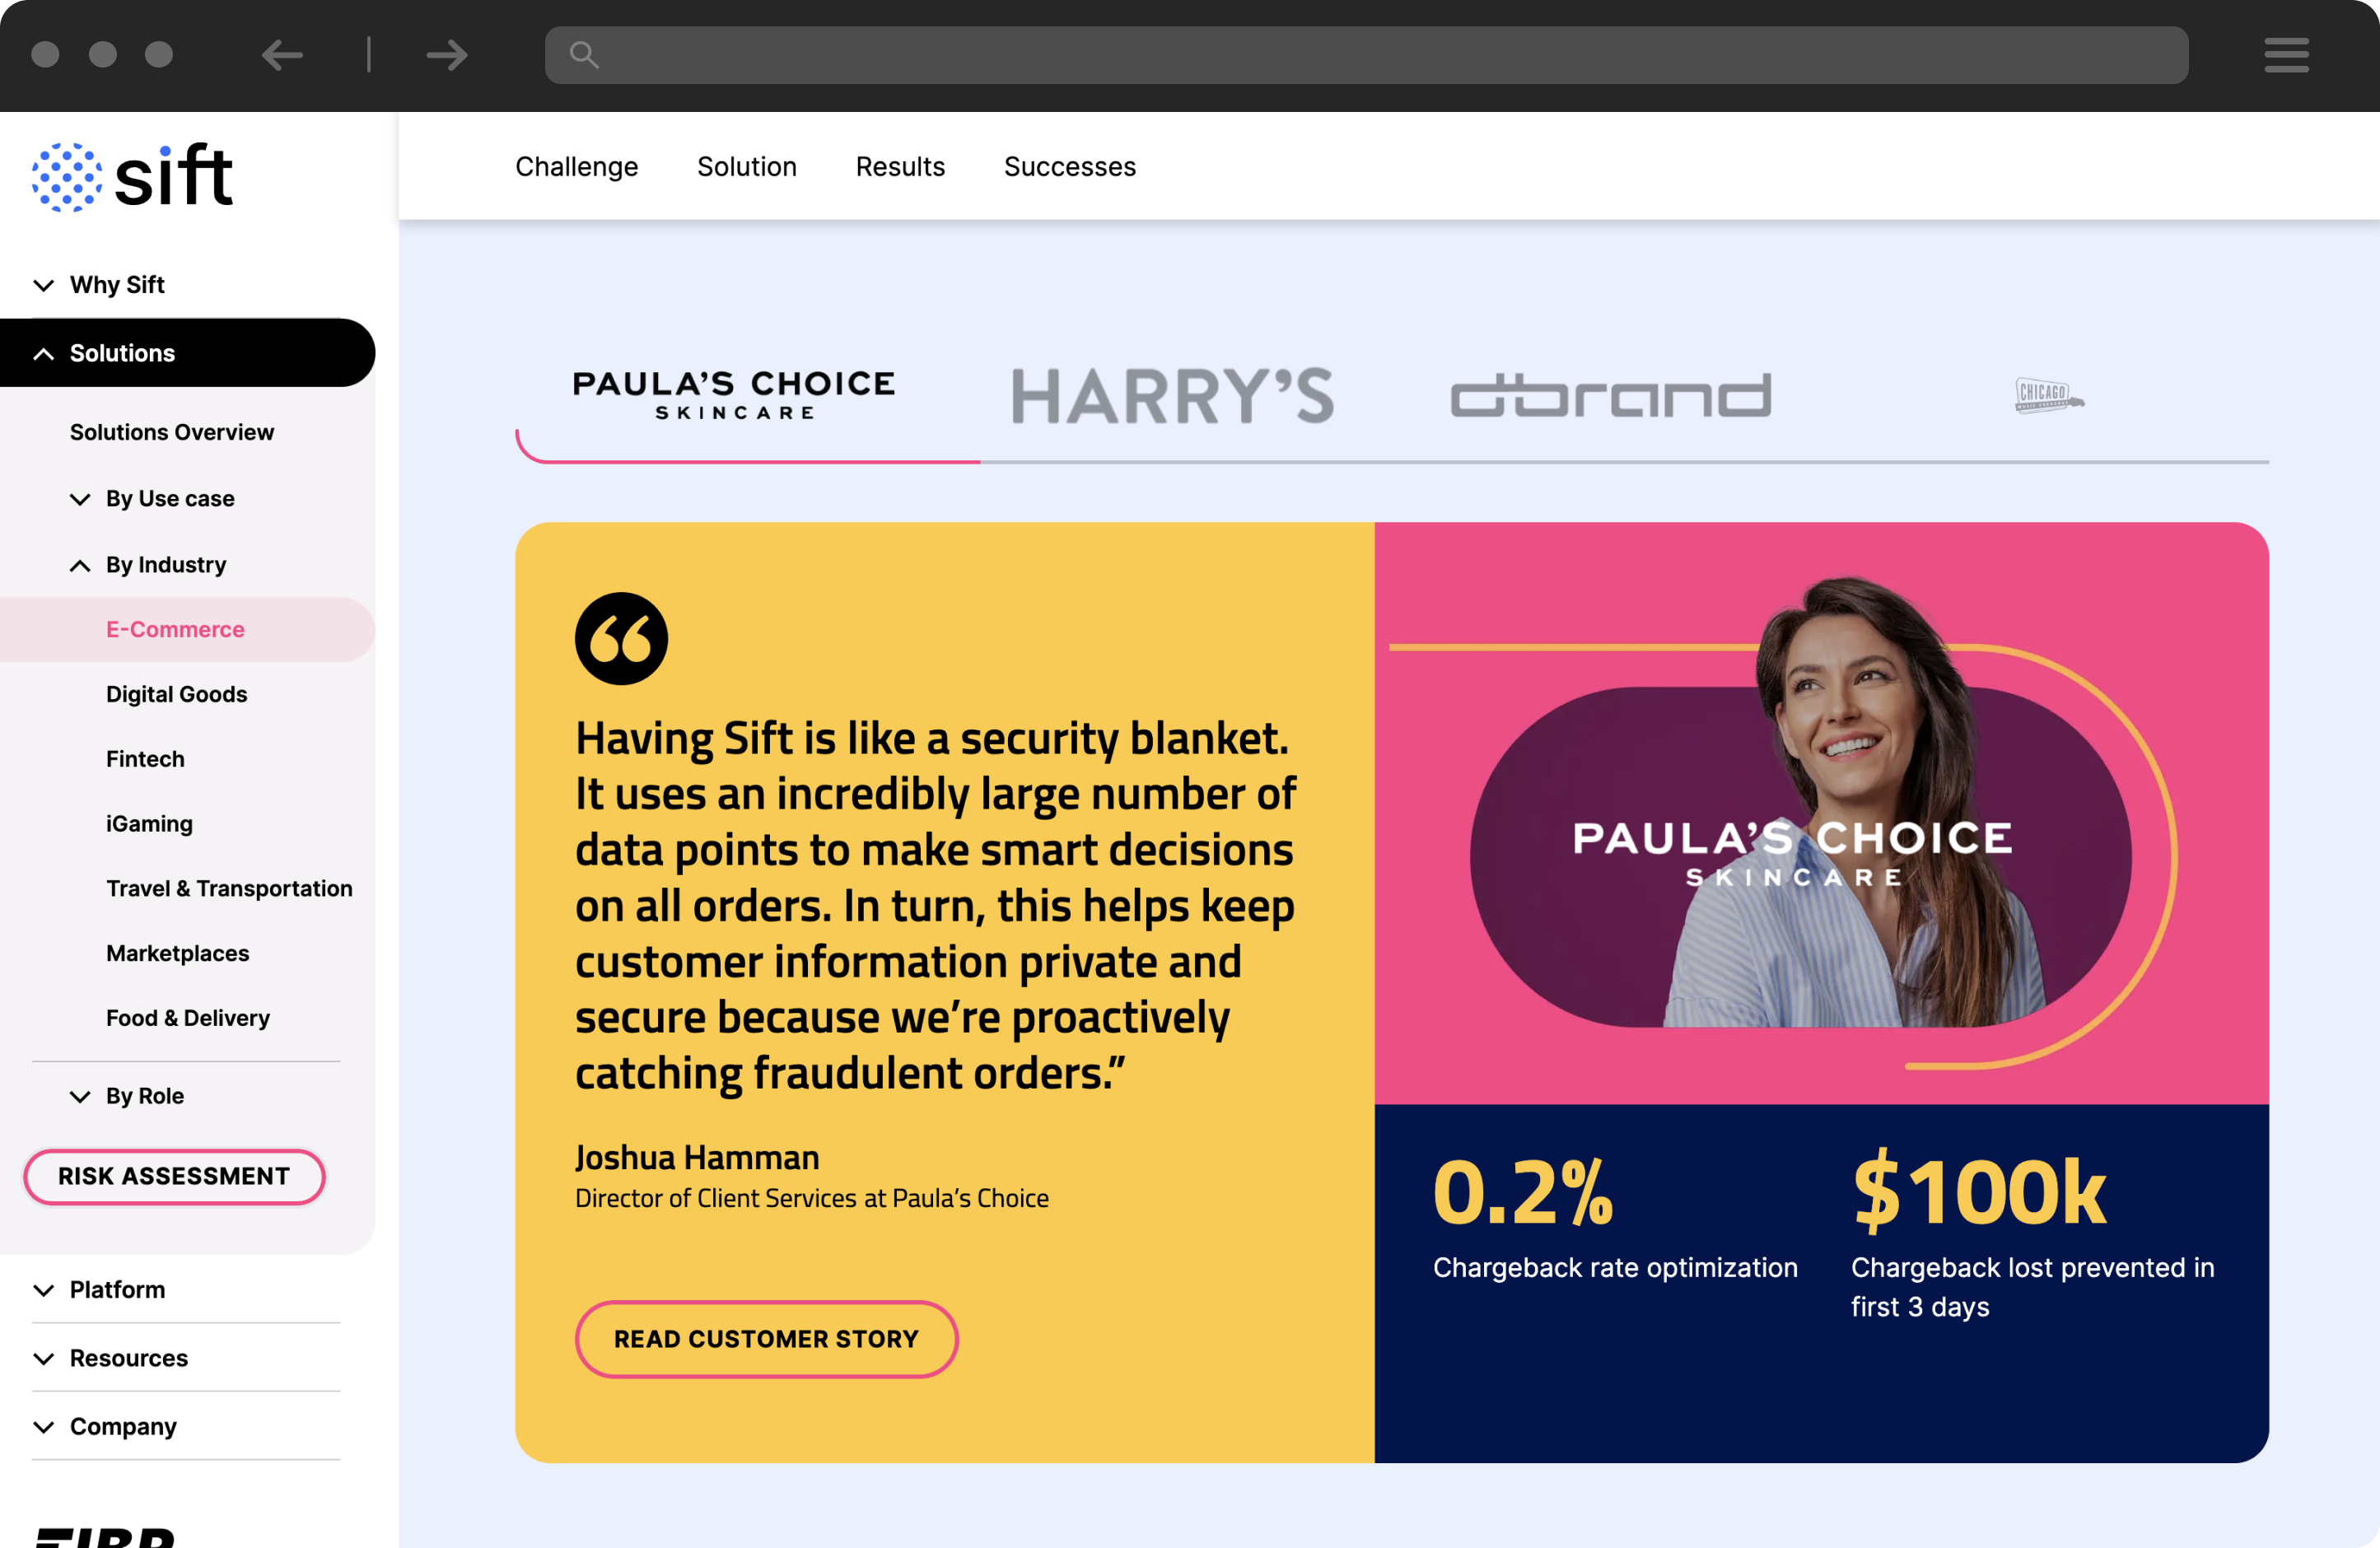 sift
Why Sift
Solutions
Solutions Overview
By Use case
By Industry
E-Commerce
Digital Goods
Fintech
iGaming
Travel & Transportation
Marketplaces
Food & Delivery
By Role
RISK ASSESSMENT
Platform
Resources
Company
Challenge
Solution
Results
Successes
PAULA'S CHOICE
SKINCARE
HARRY'S
dbrand
CHICAGO
MUSIC EXCHANGE
“
Having Sift is like a security blanket.
It uses an incredibly large number of
data points to make smart decisions
on all orders. In turn, this helps keep
customer information private and
secure because we’re proactively
catching fraudulent orders.”
Joshua Hamman
Director of Client Services at Paula’s Choice
READ CUSTOMER STORY
PAULA'S CHOICE
SKINCARE
0.2%
Chargeback rate optimization
$100k
Chargeback lost prevented in
first 3 days